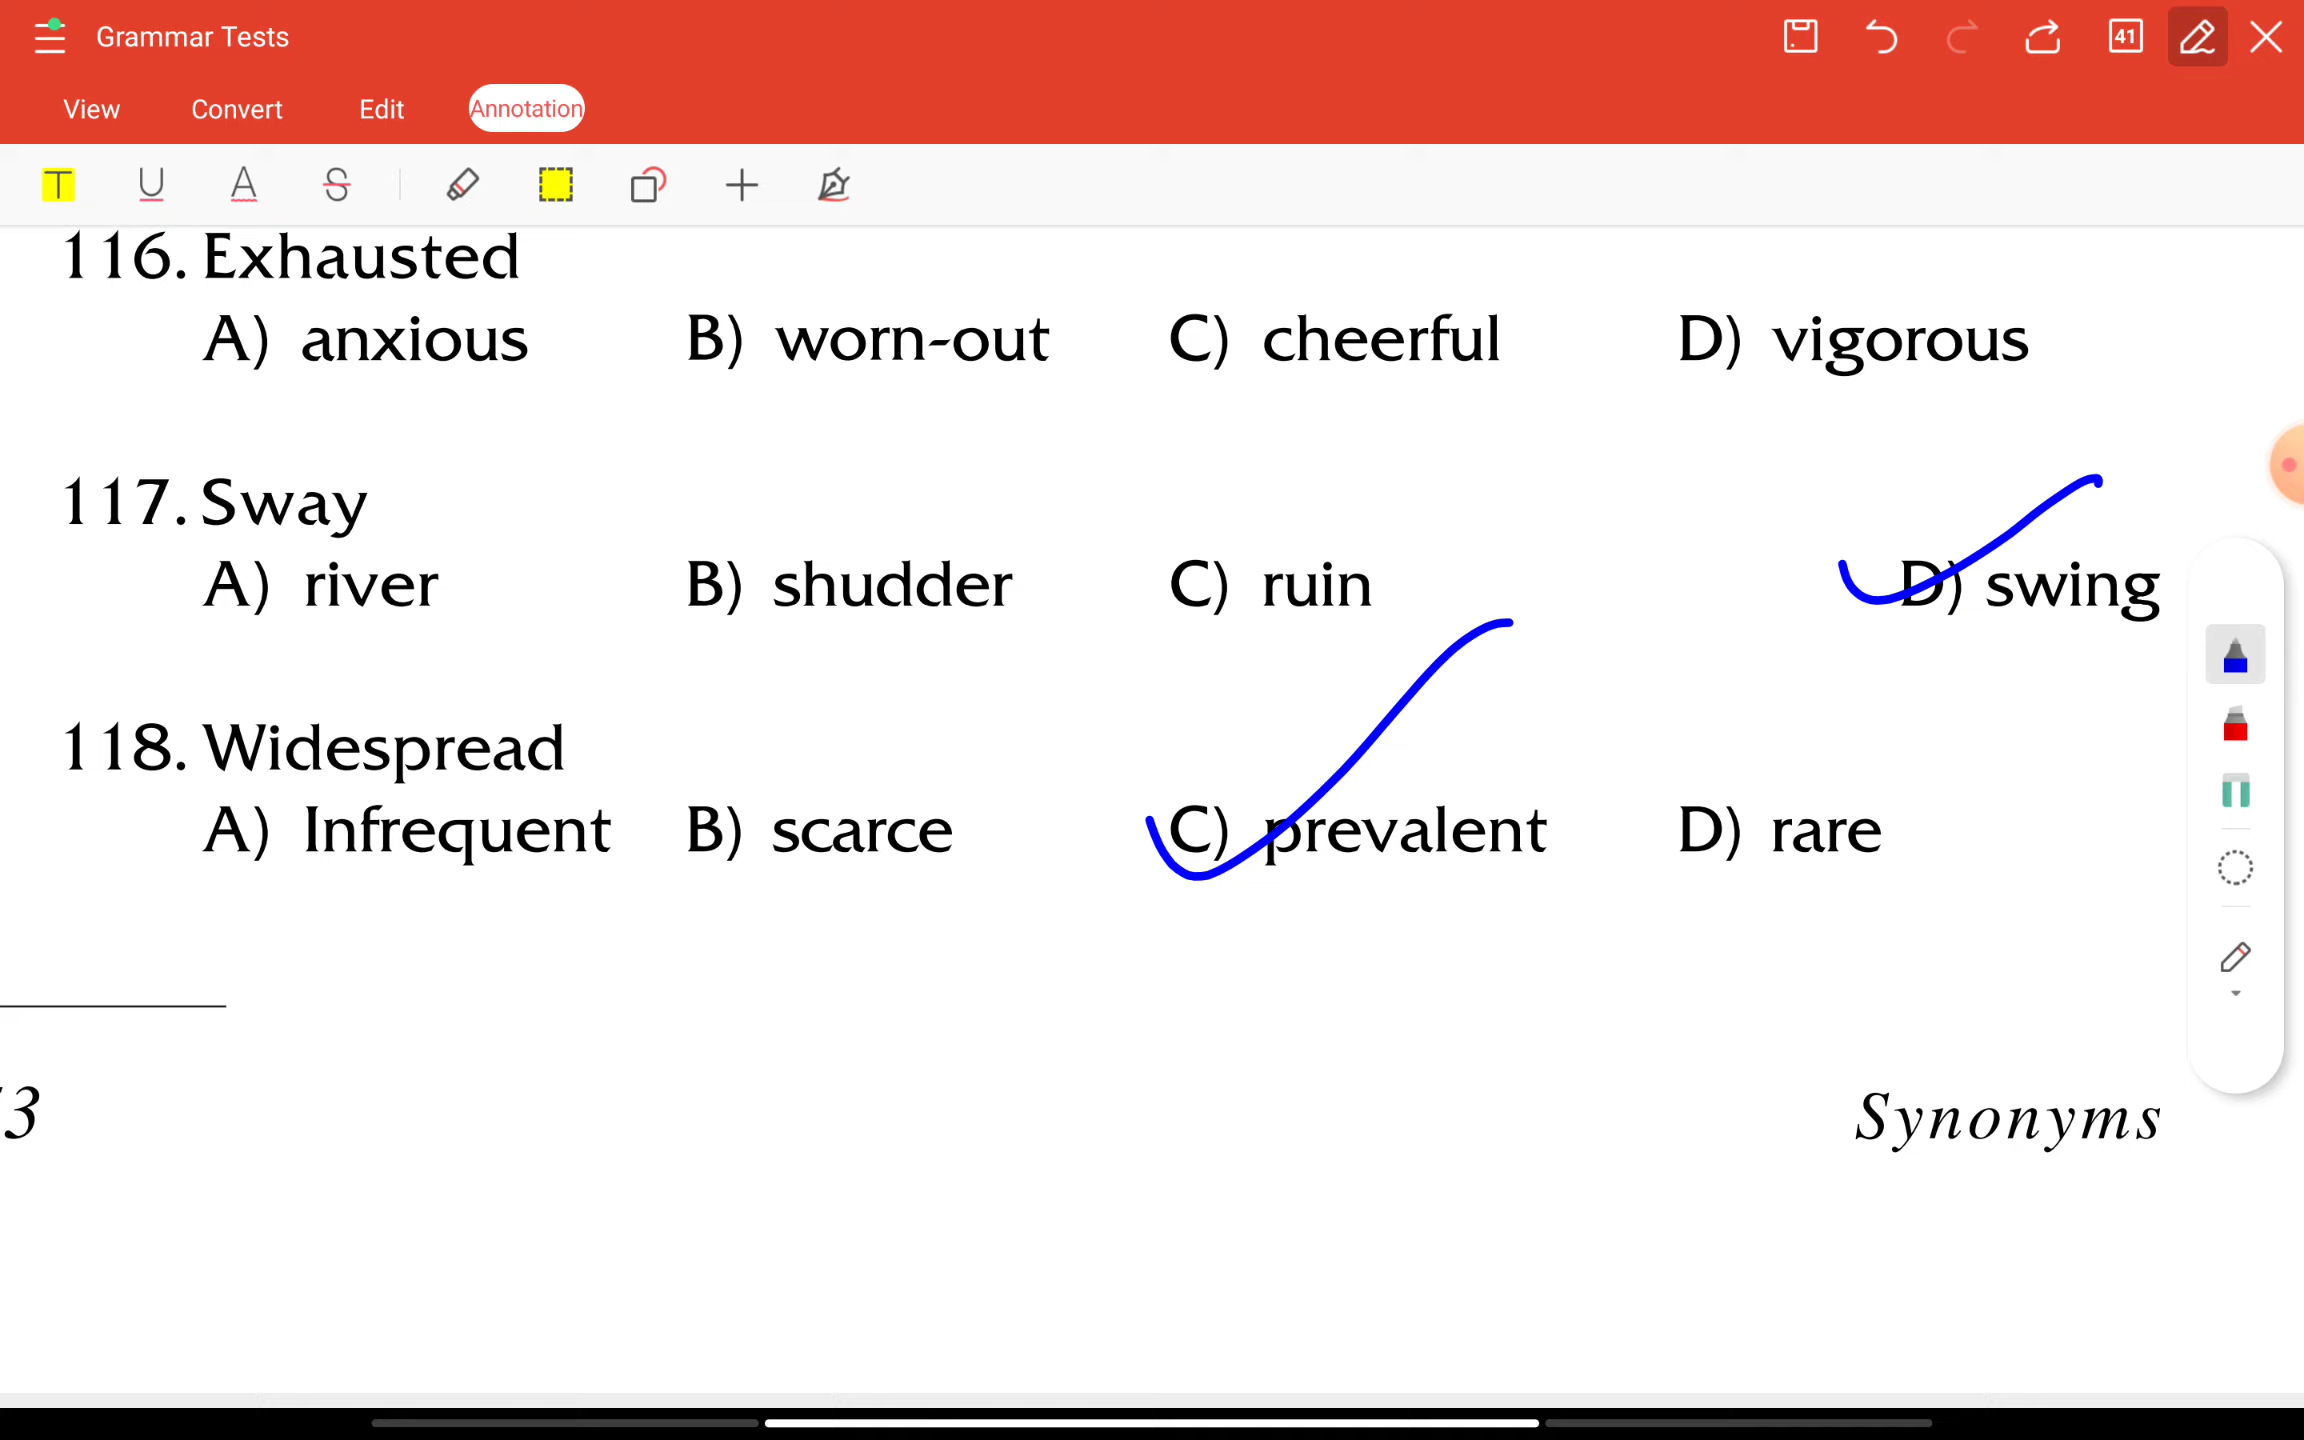 Grammar Tests
41
View Convert Edit Annotation
T U A S
116. Exhausted
A) anxious B) worn-out C) cheerful D) vigorous
117. Sway
A) river B) shudder C) ruin D) swing
118. Widespread
A) Infrequent B) scarce C) prevalent D) rare
3
Synonyms